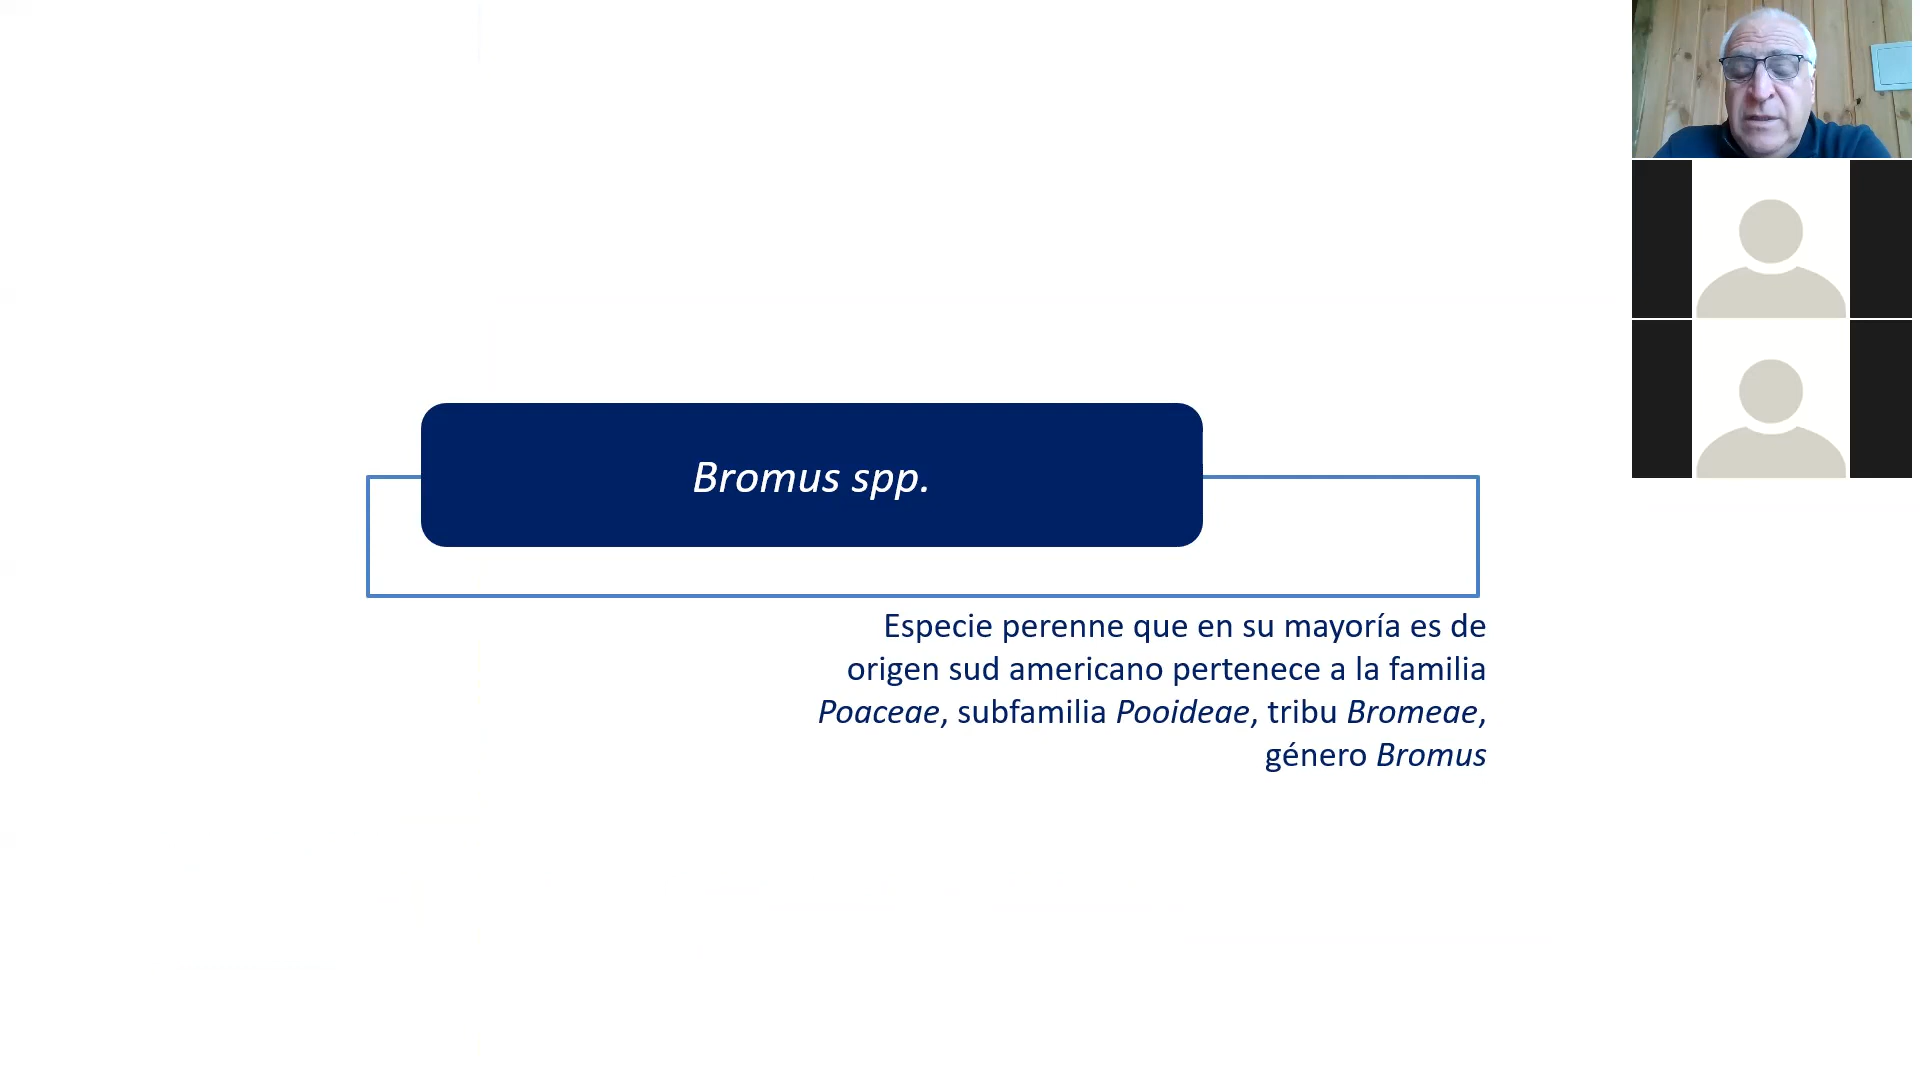 Bromus spp.
Especie perenne que en su mayoría es de
origen sud americano pertenece a la familia
Poaceae, subfamilia Pooideae, tribu Bromeae,
género Bromus